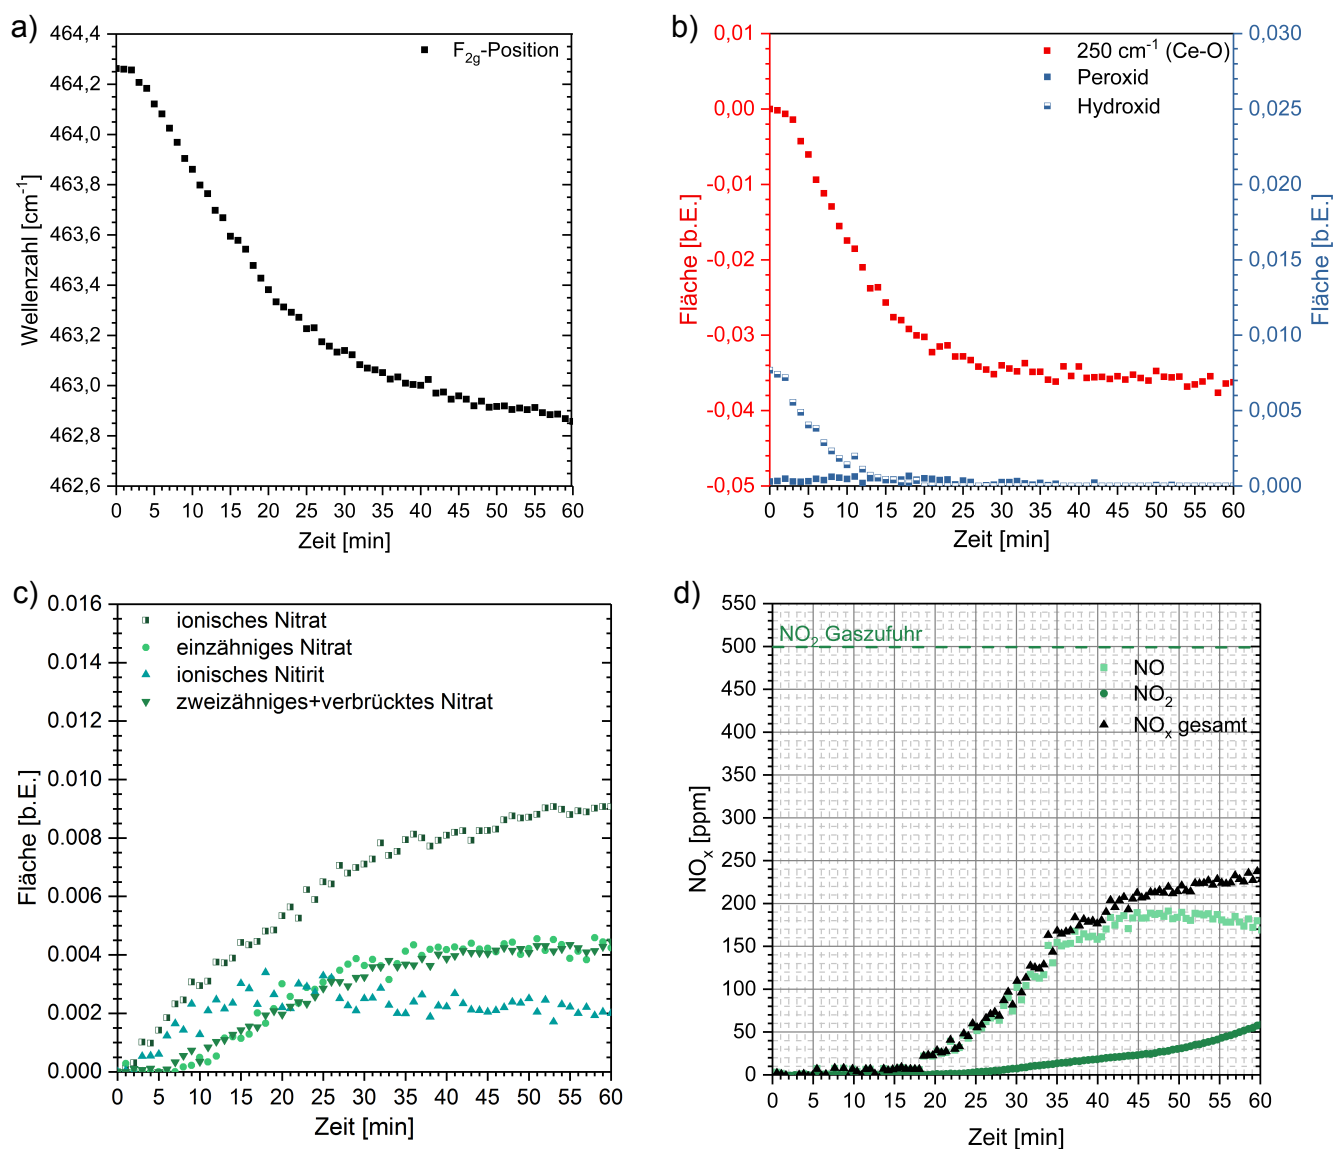 a)
464,4
464,2
464,0
463,8
463,6
463,4
463,2
463,0
462,8
462,6
Wellenzahl [cm⁻¹]
F₂g-Position
0 5 10 15 20 25 30 35 40 45 50 55 60
Zeit [min]
b)
0,01
0,00
-0,01
-0,02
-0,03
-0,04
-0,05
Fläche [b.E.]
250 cm⁻¹ (Ce-O)
Peroxid
Hydroxid
0,030
0,025
0,020
0,015
0,010
0,005
0,000
Fläche [b.E.]
0 5 10 15 20 25 30 35 40 45 50 55 60
Zeit [min]
c)
0.016
0.014
0.012
0.010
0.008
0.006
0.004
0.002
0.000
Fläche [b.E.]
ionisches Nitrat
einzähniges Nitrat
ionisches Nitirit
zweizähniges+verbrücktes Nitrat
0 5 10 15 20 25 30 35 40 45 50 55 60
Zeit [min]
d)
550
500
450
400
350
300
250
200
150
100
50
0
NOₓ [ppm]
NO₂ Gaszufuhr
NO
NO₂
NOₓ gesamt
0 5 10 15 20 25 30 35 40 45 50 55 60
Zeit [min]